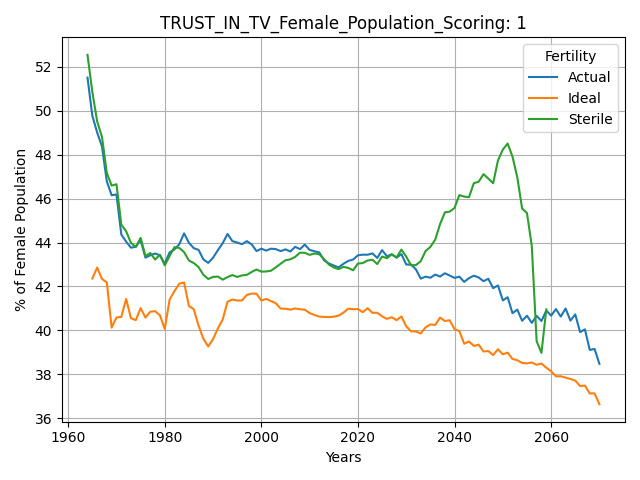 TRUST_IN_TV_Female_Population_Scoring: 1
Fertility
Actual
Ideal
Sterile
% of Female Population
52
50
48
46
44
42
40
38
36
1960
1980
2000
2020
2040
2060
Years